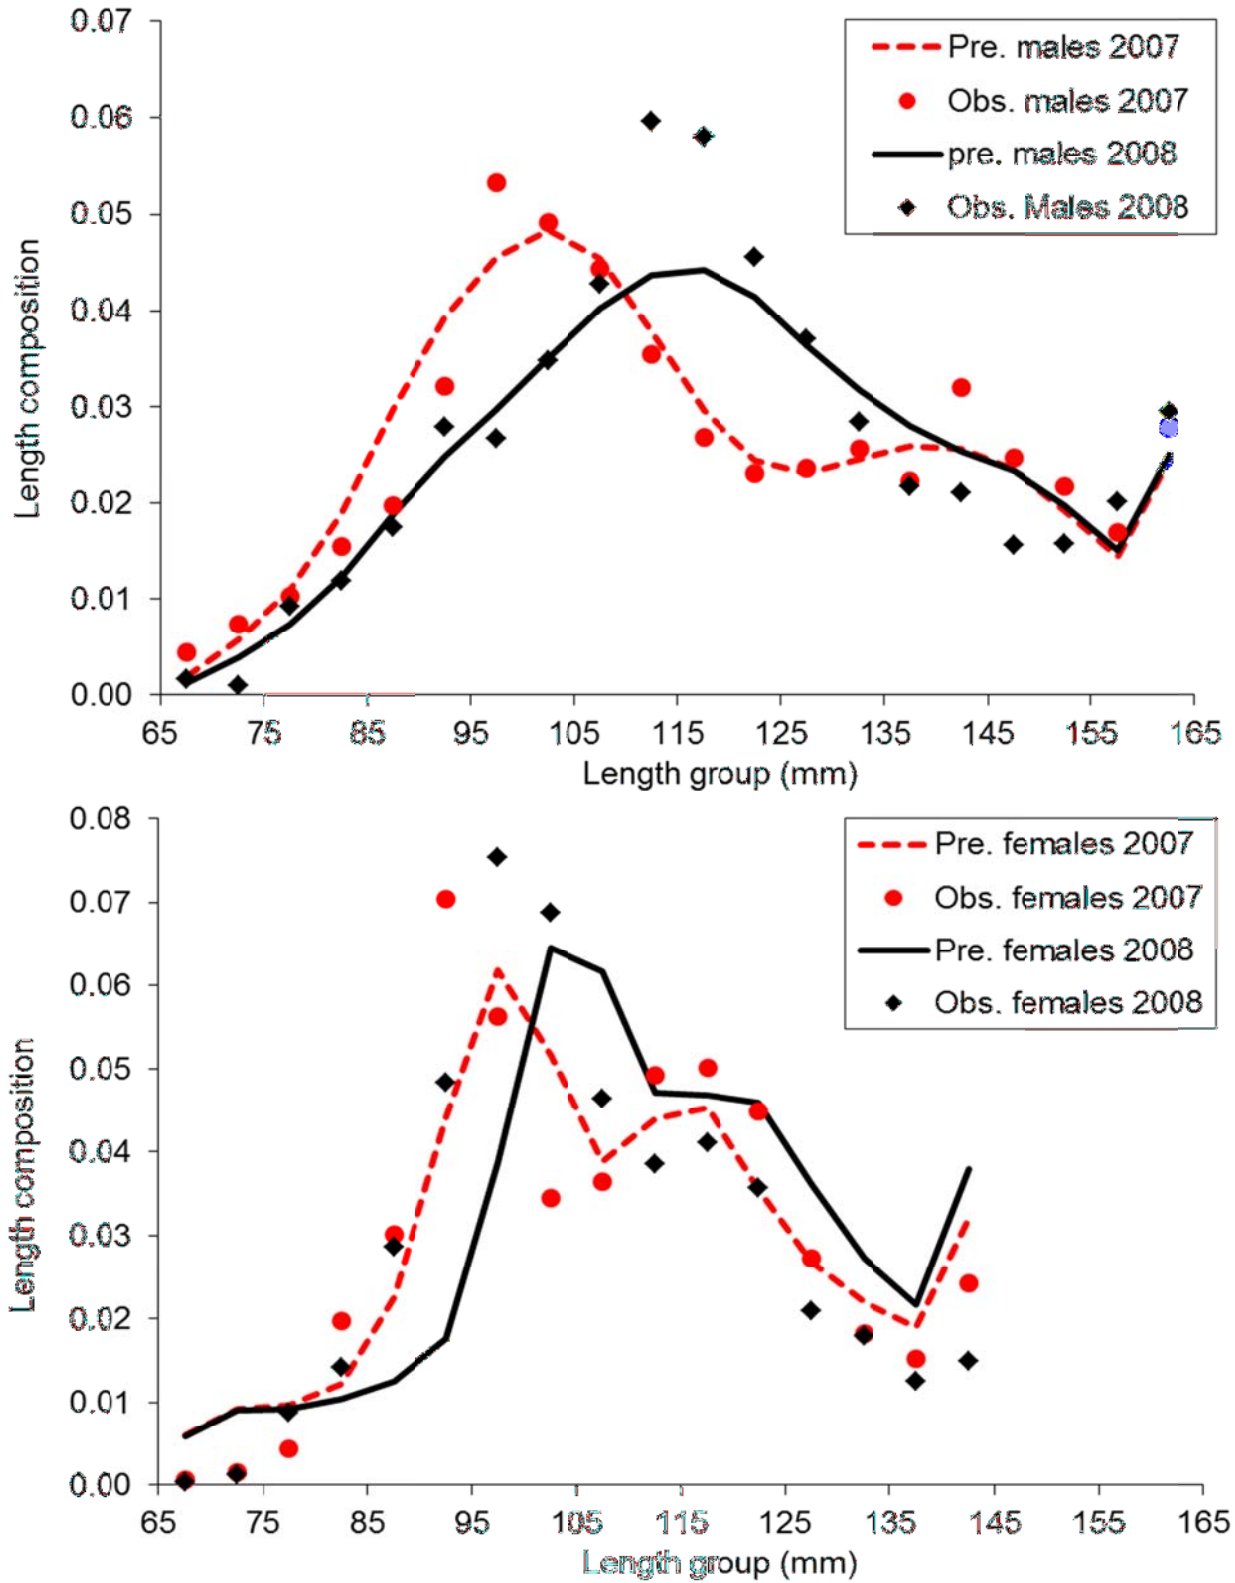 0.07
0.06
0.05
0.04
0.03
0.02
0.01
0.00
Length composition
Pre. males 2007
Obs. males 2007
pre. males 2008
Obs. Males 2008
65 75 85 95 105 115 125 135 145 155 165
Length group (mm)
0.08
0.07
0.06
0.05
0.04
0.03
0.02
0.01
0.00
Length composition
Pre. females 2007
Obs. females 2007
Pre. females 2008
Obs. females 2008
65 75 85 95 105 115 125 135 145 155 165
Length group (mm)